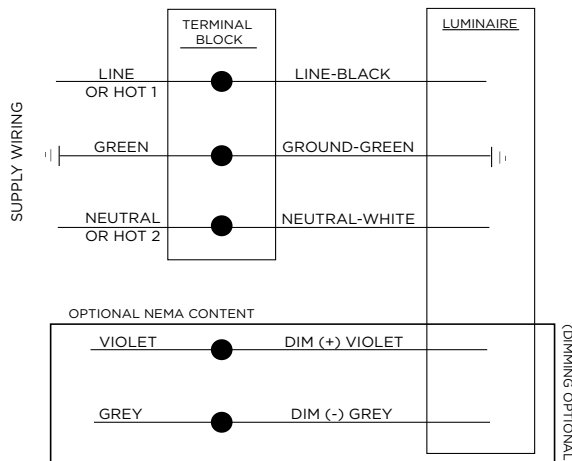 TERMINAL
BLOCK
LUMINAIRE
SUPPLY WIRING
LINE
OR HOT 1
LINE-BLACK
GREEN
GROUND-GREEN
NEUTRAL
OR HOT 2
NEUTRAL-WHITE
OPTIONAL NEMA CONTENT
VIOLET
DIM (+) VIOLET
GREY
DIM (-) GREY
(DIMMING OPTIONAL